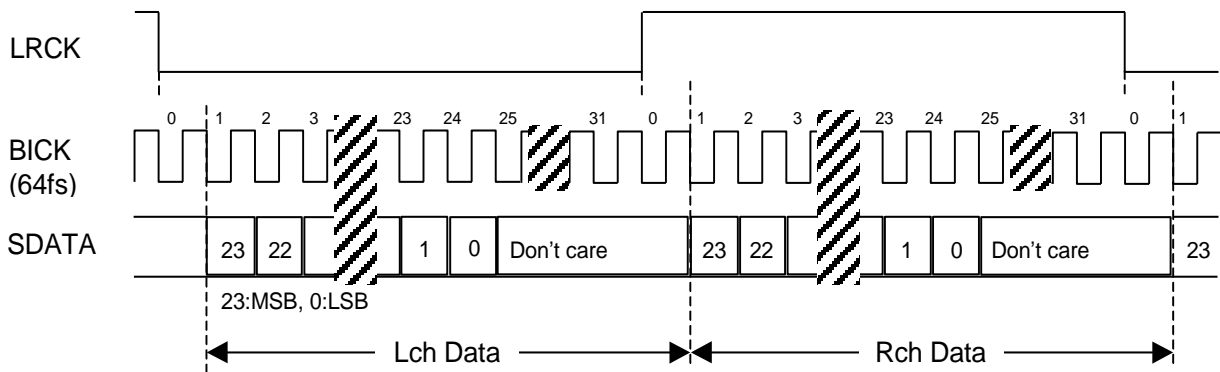 LRCK
0 1 2 3 23 24 25 31 0 1 2 3 23 24 25 31 0 1
BICK
(64fs)
SDATA 23 22 1 0 Don't care 23 22 1 0 Don't care 23
23:MSB, 0:LSB
Lch Data Rch Data